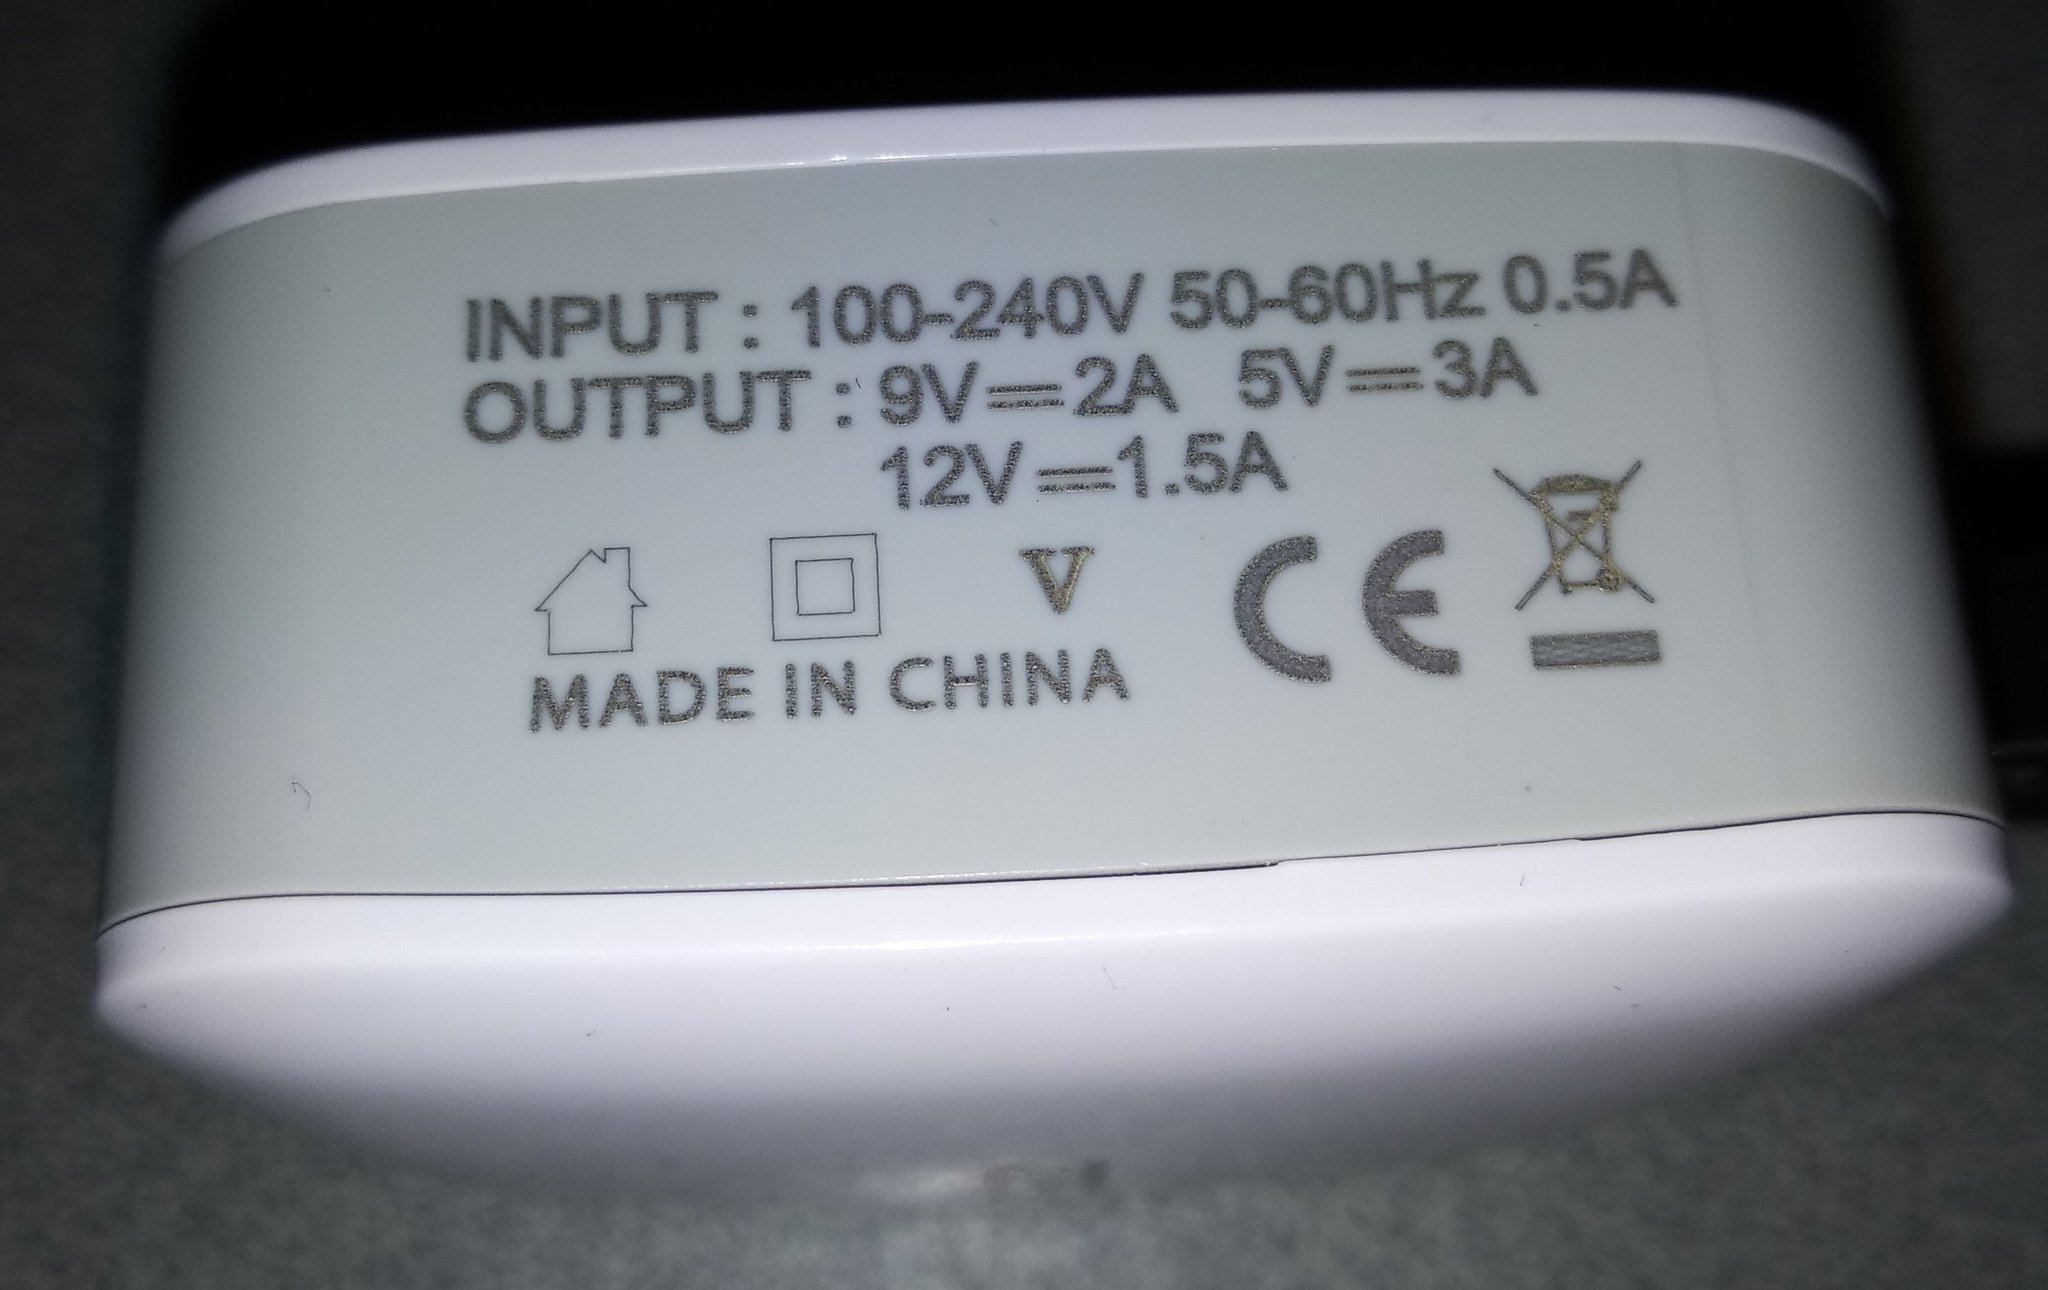 INPUT : 100-240V 50-60Hz 0.5A
OUTPUT : 9V⎓2A 5V⎓3A
12V⎓1.5A
V CE
MADE IN CHINA